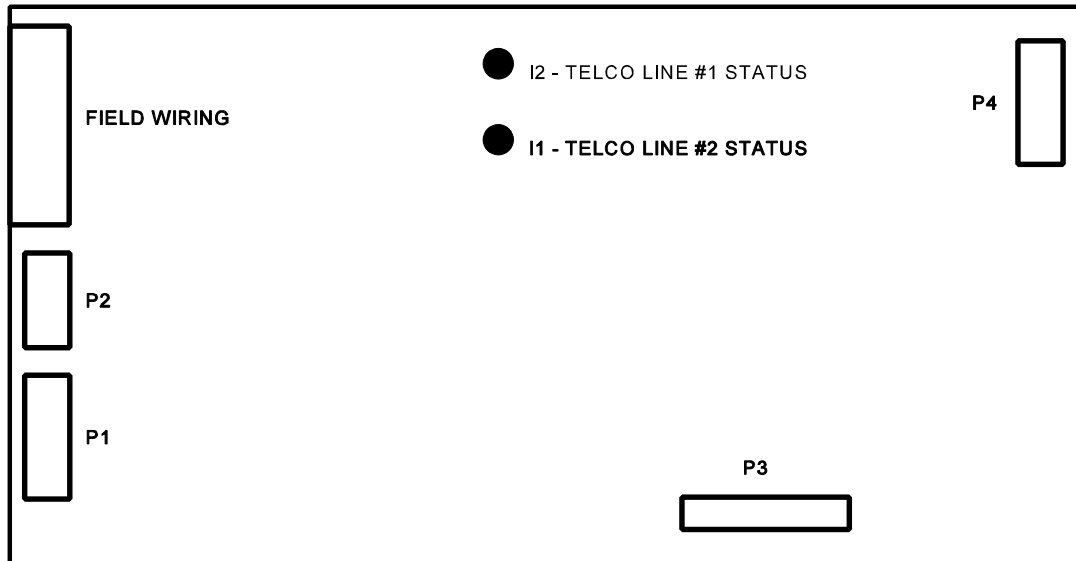 I2 - TELCO LINE #1 STATUS
P4
FIELD WIRING
I1 - TELCO LINE #2 STATUS
P2
P1
P3